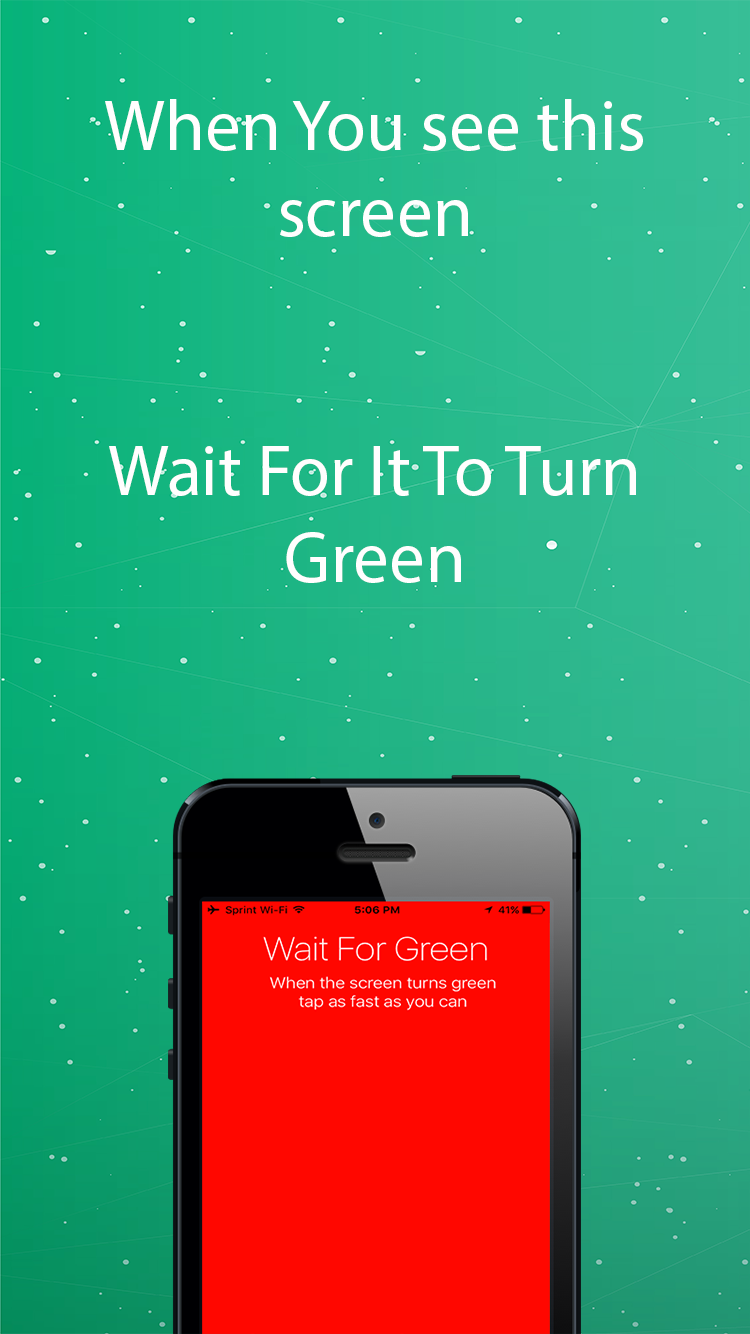 When You see this
screen
Wait For It To Turn
Green
Sprint Wi-Fi 5:06 PM 41%
Wait For Green
When the screen turns green
tap as fast as you can